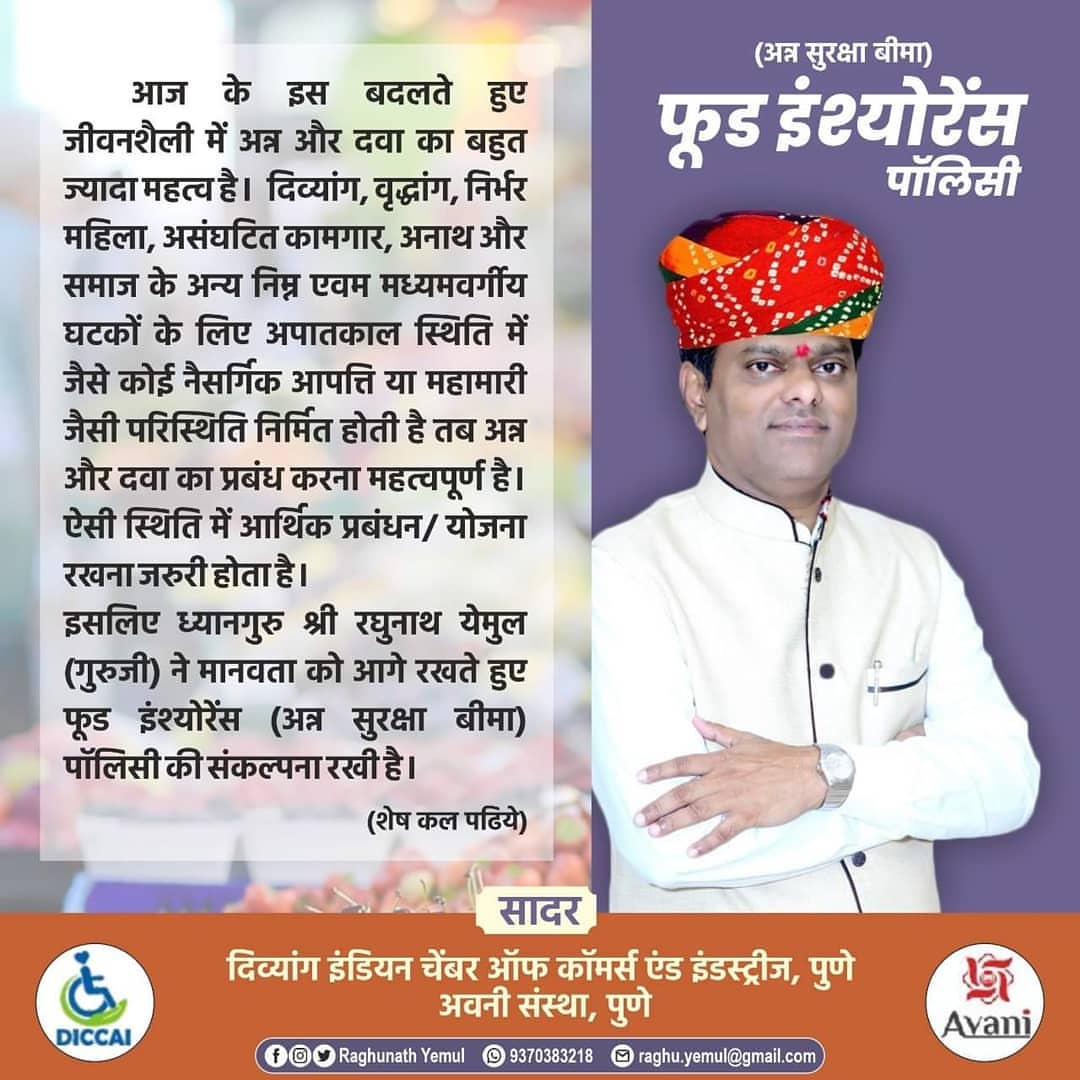 आज के इस बदलते हुए
जीवनशैली में अन्न और दवा का बहुत
ज्यादा महत्व है। दिव्यांग, वृद्धांग, निर्भर
महिला, असंघटित कामगार, अनाथ और
समाज के अन्य निम्न एवम मध्यमवर्गीय
घटकों के लिए अपातकाल स्थिति में
जैसे कोई नैसर्गिक आपत्ति या महामारी
जैसी परिस्थिति निर्मित होती है तब अन्न
और दवा का प्रबंध करना महत्वपूर्ण है।
ऐसी स्थिति में आर्थिक प्रबंधन/ योजना
रखना जरुरी होता है।
इसलिए ध्यानगुरु श्री रघुनाथ येमुल
(गुरुजी) ने मानवता को आगे रखते हुए
फूड इंश्योरेंस (अन्न सुरक्षा बीमा)
पॉलिसी की संकल्पना रखी है।
(शेष कल पढिये)
(अन्न सुरक्षा बीमा)
फूड इंश्योरेंस
पॉलिसी
सादर
दिव्यांग इंडियन चेंबर ऑफ कॉमर्स एंड इंडस्ट्रीज, पुणे
अवनी संस्था, पुणे
DICCAI
Avani
Raghunath Yemul 9370383218 raghu.yemul@gmail.com